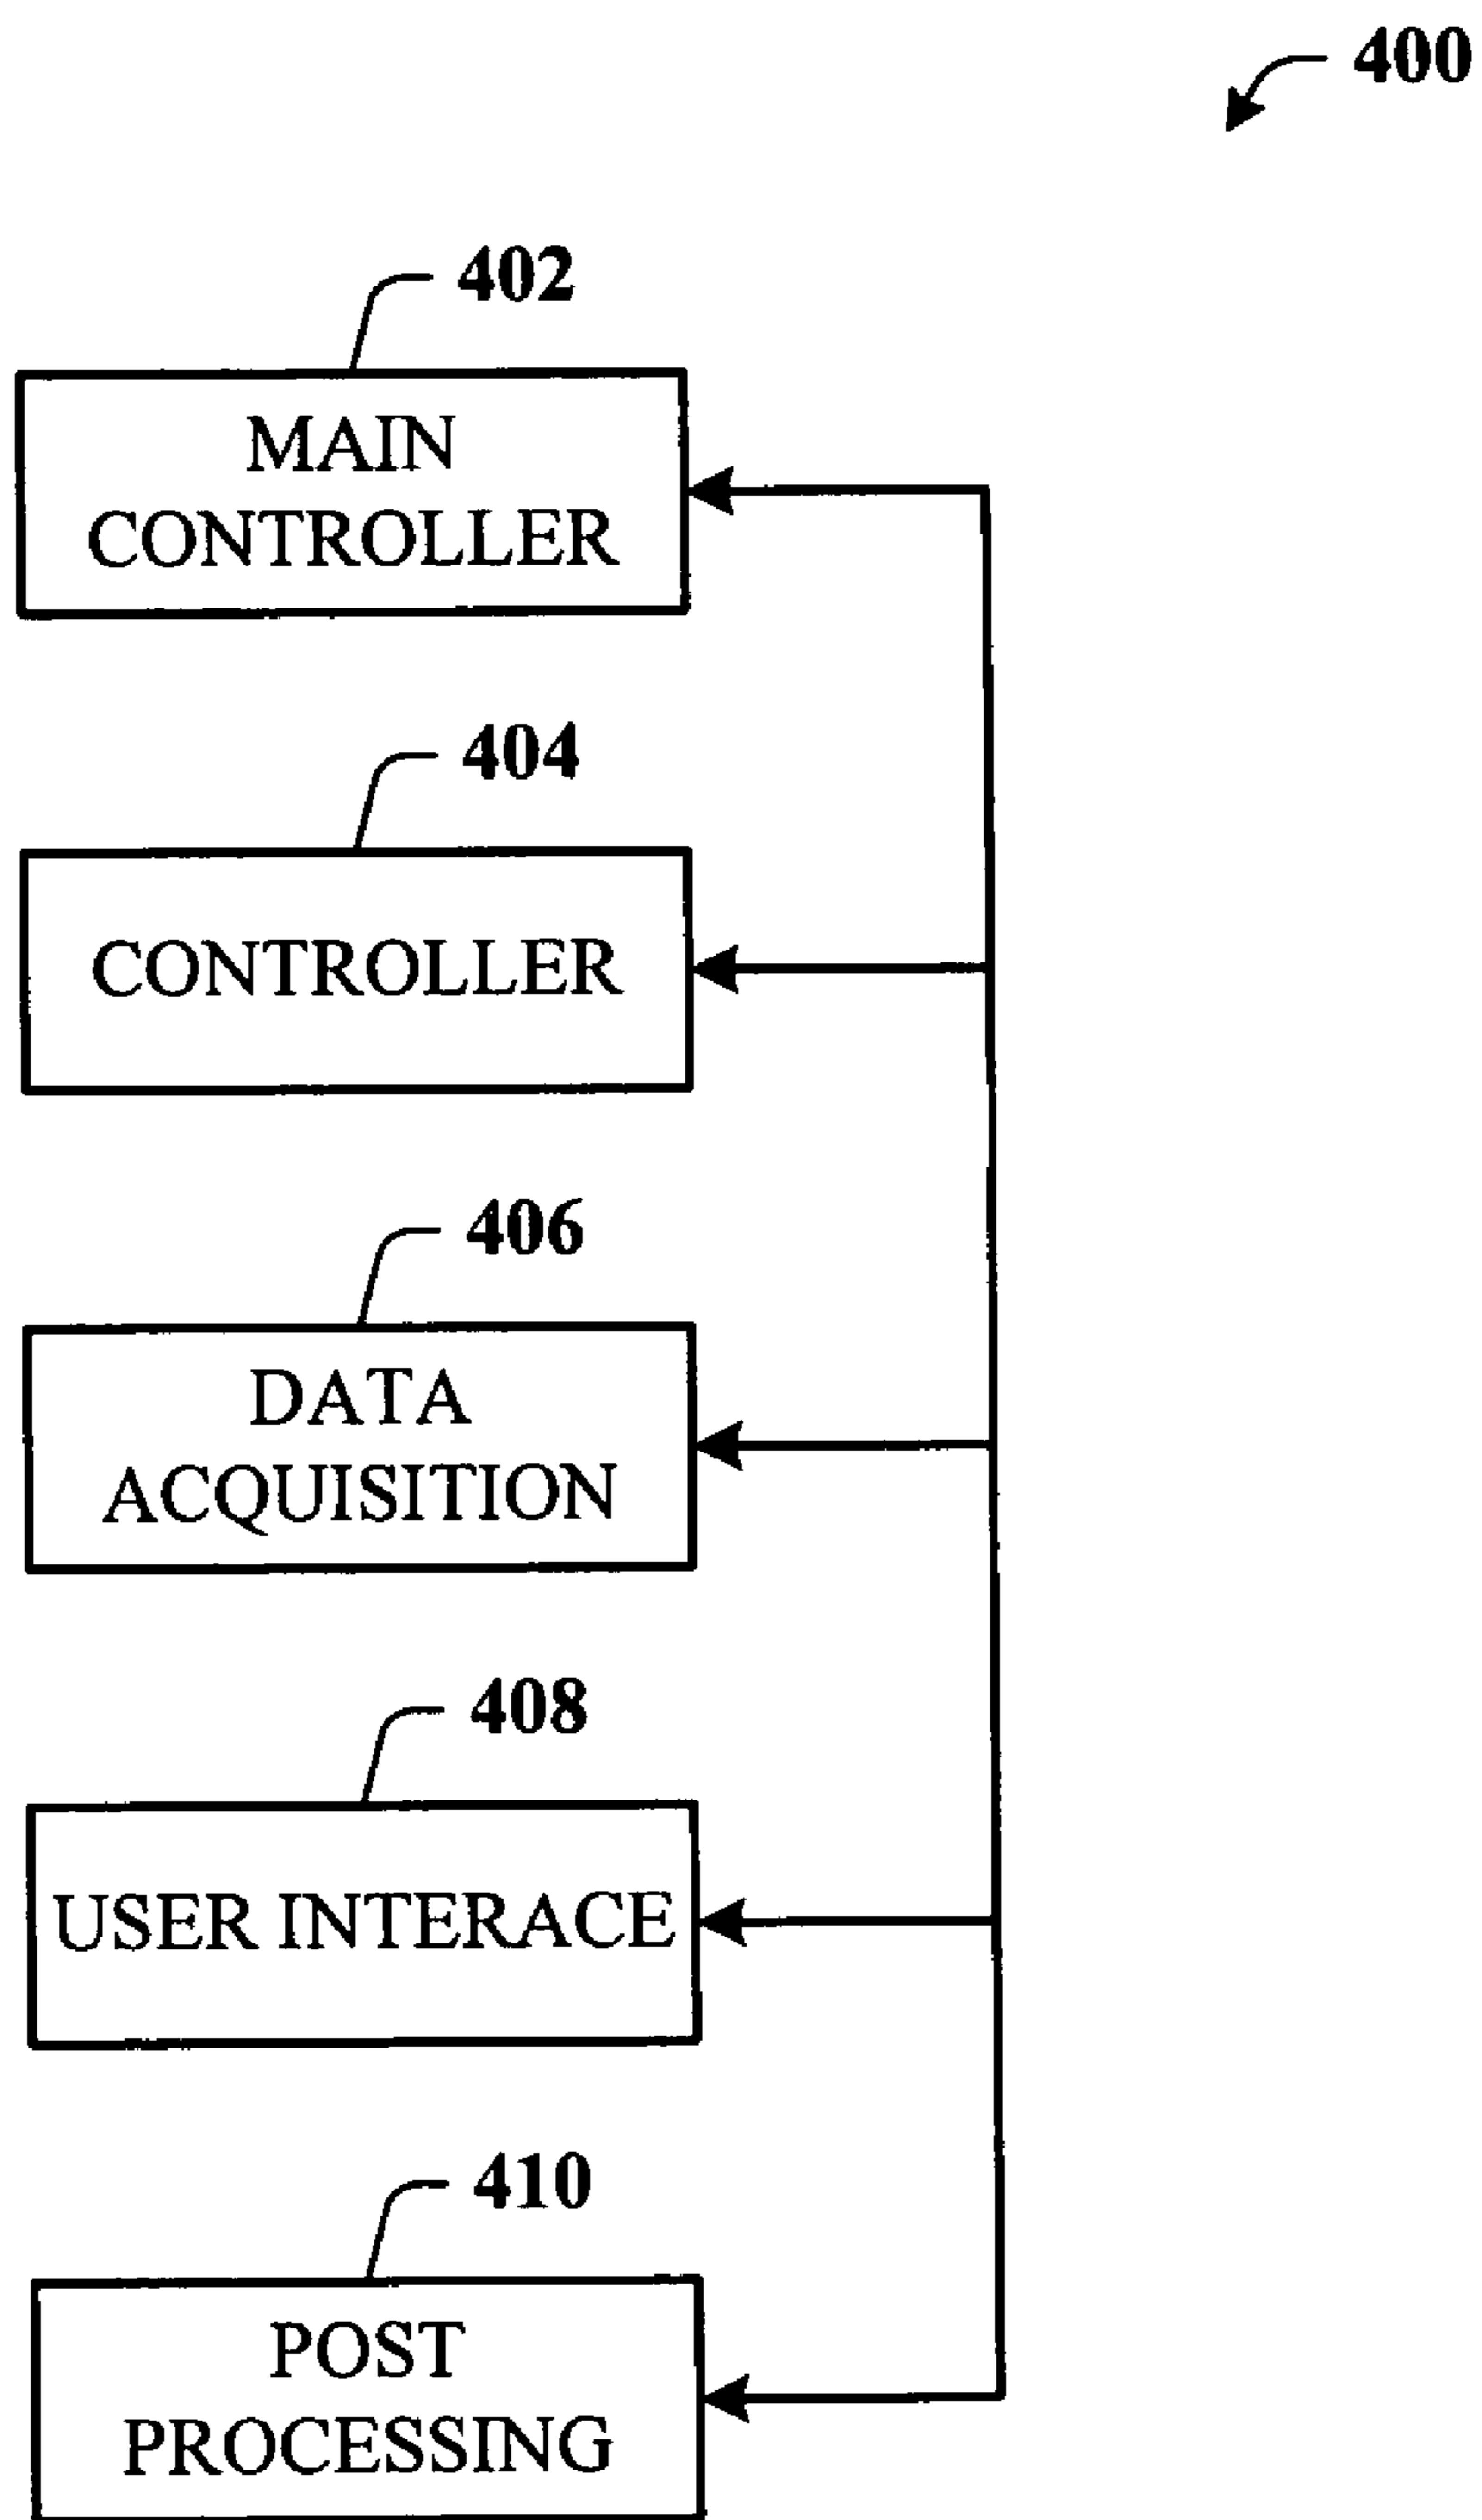 400
402
MAIN
CONTROLLER
404
CONTROLLER
406
DATA
ACQUISITION
408
USER INTERACE
410
POST
PROCESSING